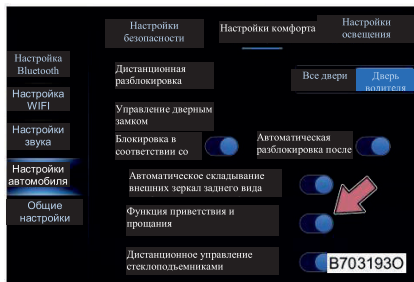 Настройки
безопасности
Настройки комфорта
Настройки
освещения
Настройка
Bluetooth
Настройка
WIFI
Настройки
звука
Настройки
автомобиля
Общие
настройки
Дистанционная
разблокировка
Все двери
Дверь
водителя
Управление дверным
замком
Блокировка в
соответствии со
Автоматическая
разблокировка после
Автоматическое складывание
внешних зеркал заднего вида
Функция приветствия и
прощания
Дистанционное управление
стеклоподъемниками
B703193O